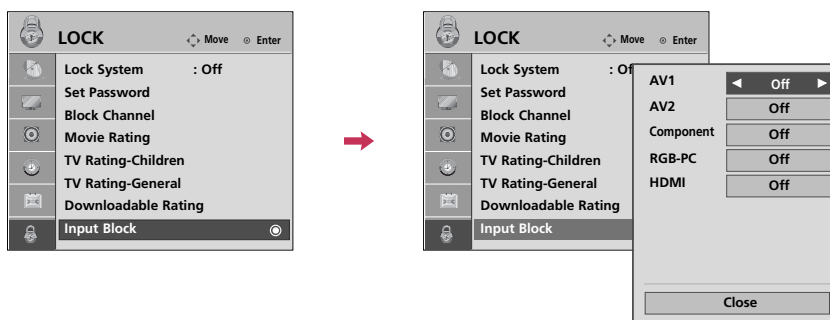 LOCK Move Enter
Lock System : Off
Set Password
Block Channel
Movie Rating
TV Rating-Children
TV Rating-General
Downloadable Rating
Input Block
LOCK Move Enter
Lock System : Of
Set Password
Block Channel
Movie Rating
TV Rating-Children
TV Rating-General
Downloadable Rating
Input Block
AV1 ◄ Off ►
AV2 Off
Component Off
RGB-PC Off
HDMI Off
Close